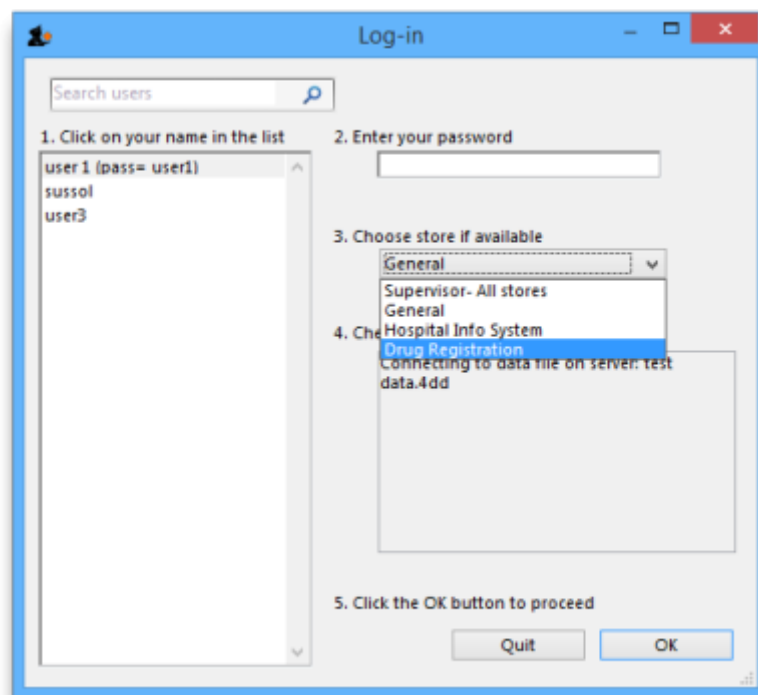 Log-in
Search users
1. Click on your name in the list
user 1 (pass= user1)
sussol
user3
2. Enter your password
3. Choose store if available
General
Supervisor- All stores
General
Hospital Info System
Drug Registration
4. Che
Connecting to data file on server: test
data.4dd
5. Click the OK button to proceed
Quit
OK